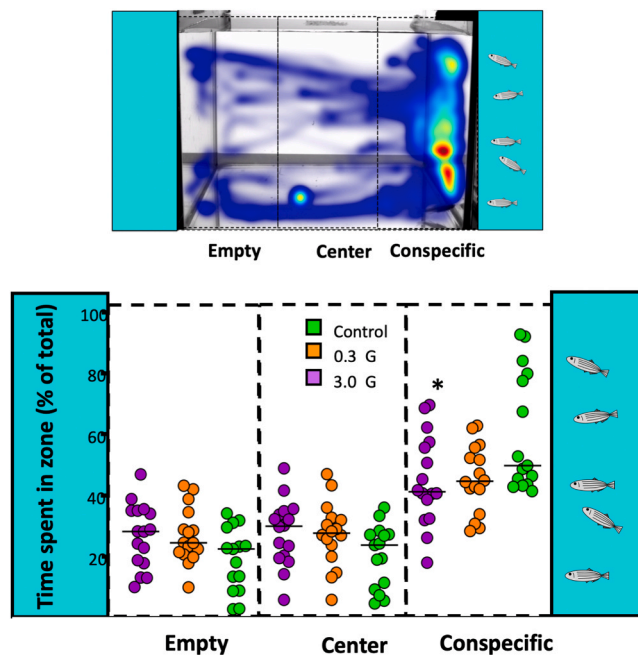 Empty Center Conspecific
Time spent in zone (% of total)
100
80
60
40
20
Control
0.3 G
3.0 G
*
Empty Center Conspecific